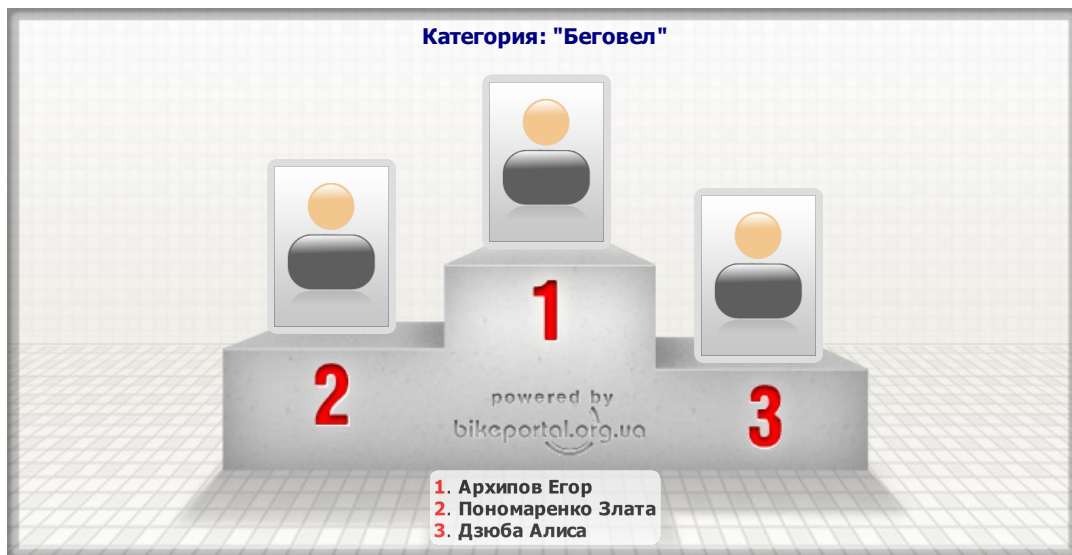 Категория: "Беговел"
1
2
3
powered by
bikeportal.org.ua
1. Архипов Егор
2. Пономаренко Злата
3. Дзюба Алиса